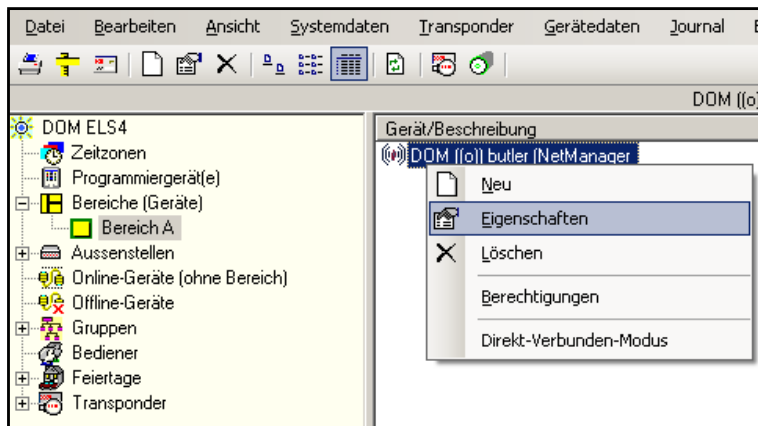 Datei Bearbeiten Ansicht Systemdaten Transponder Gerätedaten Journal
DOM ((o)
DOM ELS4
Zeitzonen
Programmiergerät(e)
Bereiche (Geräte)
Bereich A
Aussenstellen
Online-Geräte (ohne Bereich)
Offline-Geräte
Gruppen
Bediener
Feiertage
Transponder
Gerät/Beschreibung
DOM ((o)) butler (NetManager
Neu
Eigenschaften
Löschen
Berechtigungen
Direkt-Verbunden-Modus